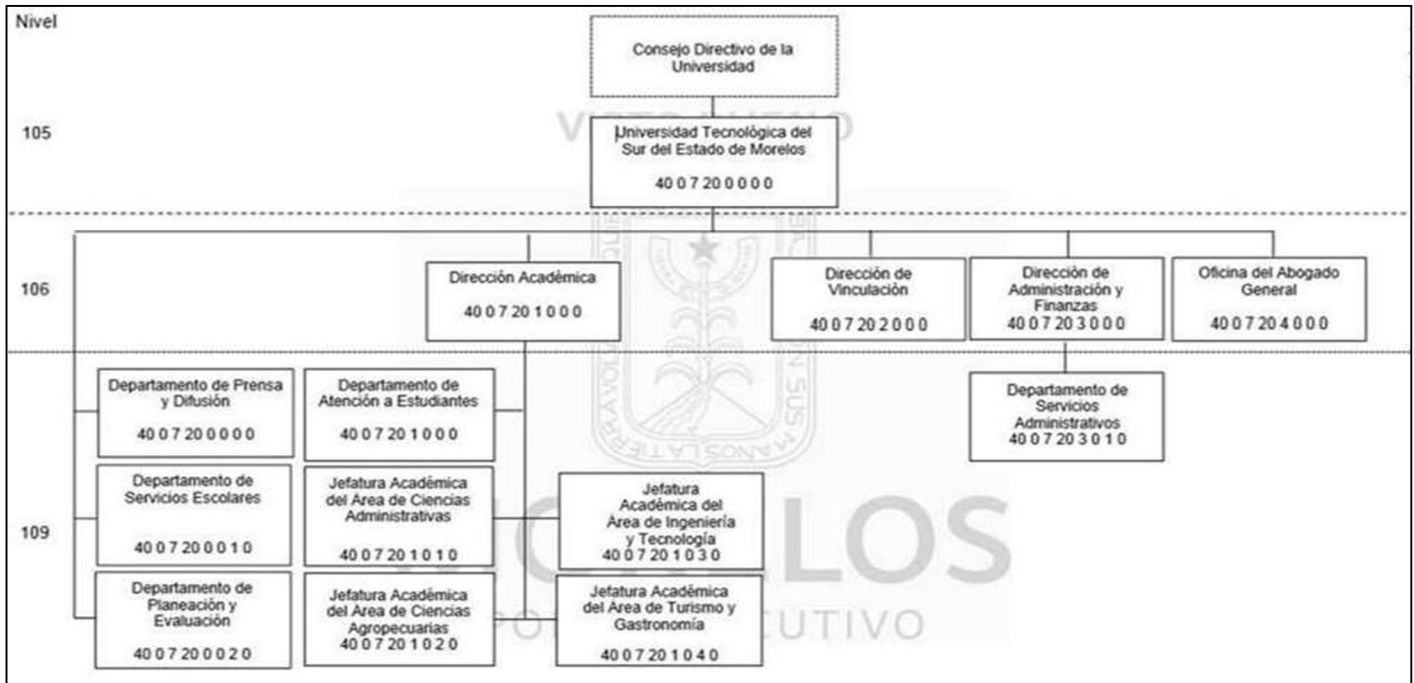 Nivel
Consejo Directivo de la
Universidad
105
Universidad Tecnológica del
Sur del Estado de Morelos
40 0 7 20 0 0 0 0
106
Dirección Académica
40 0 7 20 1 0 0 0
Dirección de
Vinculación
40 0 7 20 2 0 0 0
Dirección de
Administración y
Finanzas
40 0 7 20 3 0 0 0
Oficina del Abogado
General
40 0 7 20 4 0 0 0
109
Departamento de Prensa
y Difusión
40 0 7 20 0 0 0 0
Departamento de
Atención a Estudiantes
40 0 7 20 1 0 0 0
Departamento de
Servicios
Administrativos
40 0 7 20 3 0 1 0
Departamento de
Servicios Escolares
40 0 7 20 0 0 1 0
Jefatura Académica
del Área de Ciencias
Administrativas
40 0 7 20 1 0 1 0
Jefatura
Académica del
Área de Ingeniería
y Tecnología
40 0 7 20 1 0 3 0
Departamento de
Planeación y
Evaluación
40 0 7 20 0 0 2 0
Jefatura Académica
del Área de Ciencias
Agropecuarias
40 0 7 20 1 0 2 0
Jefatura Académica
del Área de Turismo y
Gastronomía
40 0 7 20 1 0 4 0